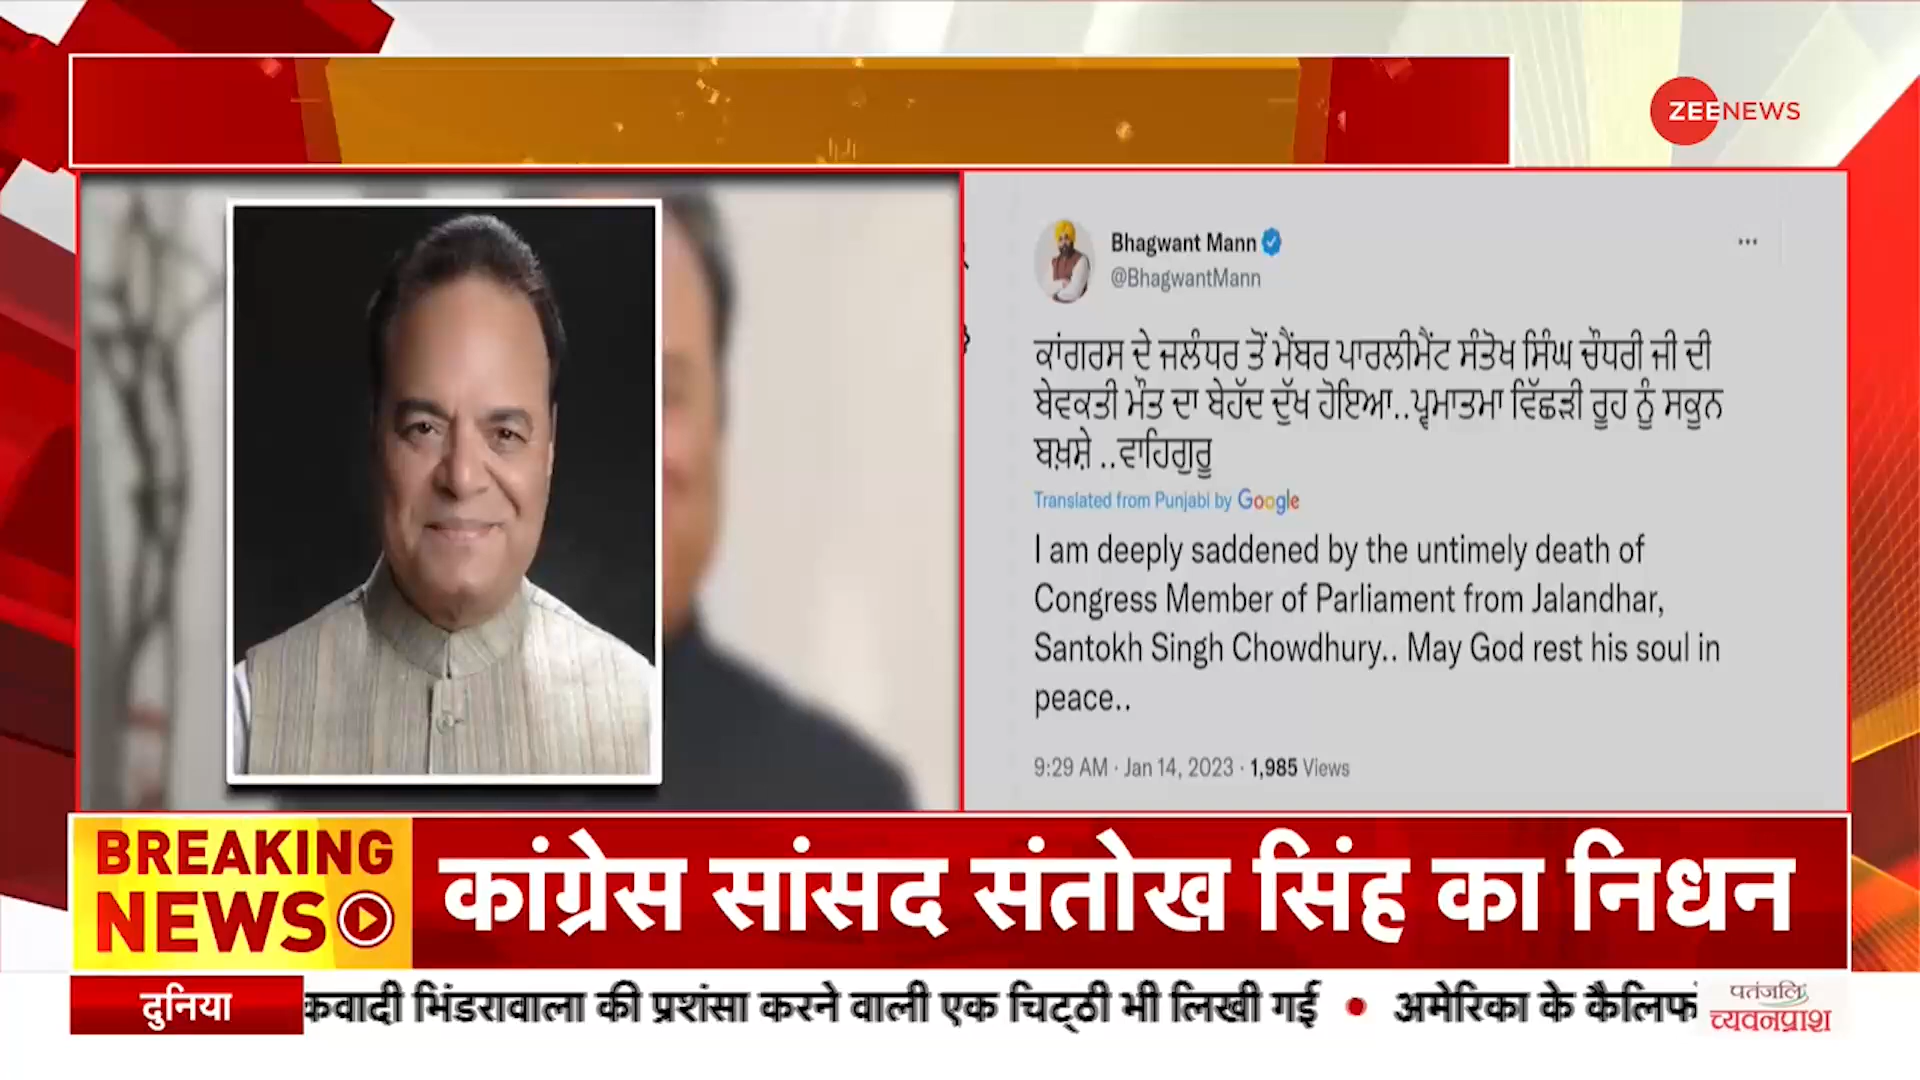 ZEENEWS
Bhagwant Mann
@BhagwantMann
ਕਾਂਗਰਸ ਦੇ ਜਲੰਧਰ ਤੋਂ ਮੈਂਬਰ ਪਾਰਲੀਮੈਂਟ ਸੰਤੋਖ ਸਿੰਘ ਚੌਧਰੀ ਜੀ ਦੀ
ਬੇਵਕਤੀ ਮੌਤ ਦਾ ਬੇਹੱਦ ਦੁੱਖ ਹੋਇਆ..ਪ੍ਰਮਾਤਮਾ ਵਿੱਛੜੀ ਰੂਹ ਨੂੰ ਸਕੂਨ
ਬਖ਼ਸ਼ੇ ..ਵਾਹਿਗੁਰੂ
Translated from Punjabi by Google
I am deeply saddened by the untimely death of
Congress Member of Parliament from Jalandhar,
Santokh Singh Chowdhury.. May God rest his soul in
peace..
9:29 AM · Jan 14, 2023 · 1,985 Views
BREAKING
NEWS
कांग्रेस सांसद संतोख सिंह का निधन
दुनिया
कवादी भिंडरावाला की प्रशंसा करने वाली एक चिट्ठी भी लिखी गई • अमेरिका के कैलिफ
पतंजलि
च्यवनप्राश